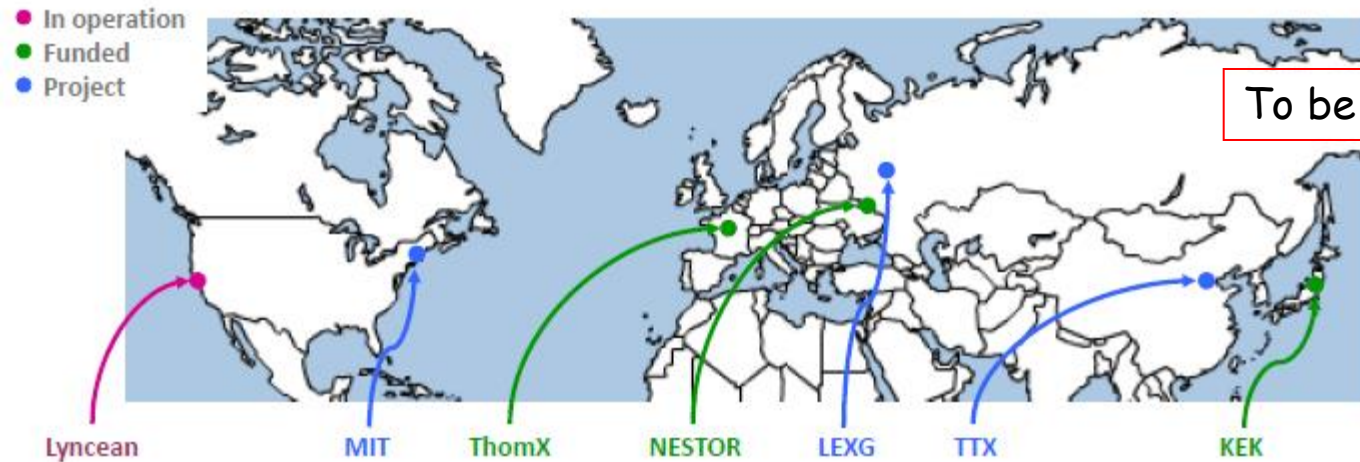 In operation
Funded
Project
To be
Lyncean MIT ThomX NESTOR LEXG TTX KEK